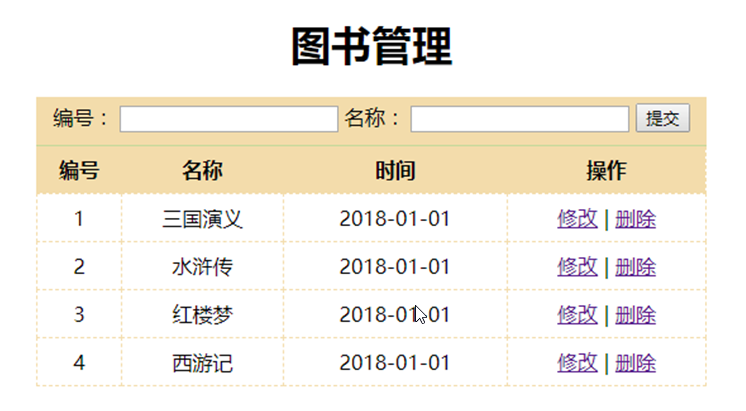 图书管理
编号： 名称： 提交
编号 名称 时间 操作
1 三国演义 2018-01-01 修改 | 删除
2 水浒传 2018-01-01 修改 | 删除
3 红楼梦 2018-01-01 修改 | 删除
4 西游记 2018-01-01 修改 | 删除